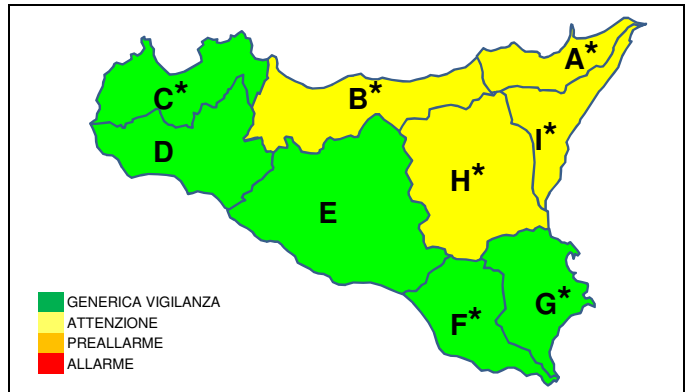 A*
B*
C*
I*
D
H*
E
G*
F*
GENERICA VIGILANZA
ATTENZIONE
PREALLARME
ALLARME